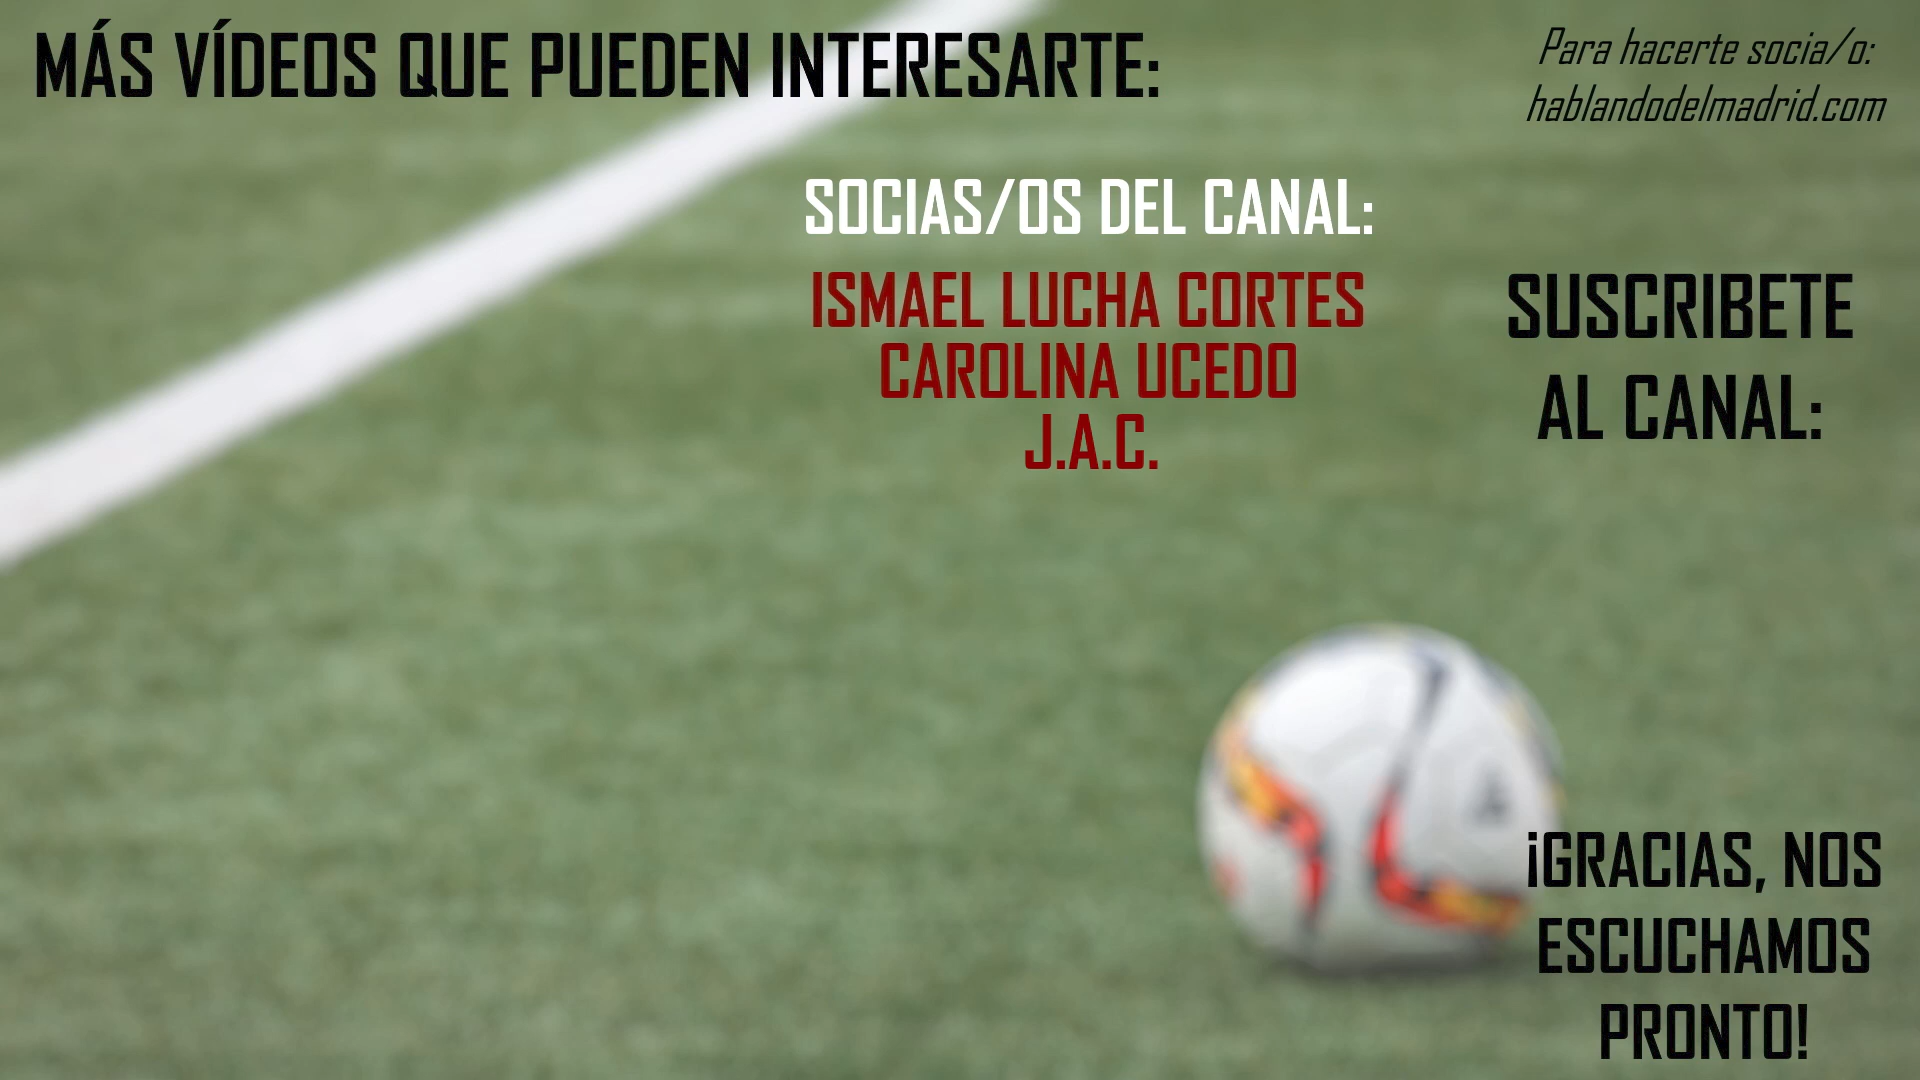 MÁS VÍDEOS QUE PUEDEN INTERESARTE:
Para hacerte socia/o:
hablandodelmadrid.com
SOCIAS/OS DEL CANAL:
ISMAEL LUCHA CORTES
CAROLINA UCEDO
J.A.C.
SUSCRIBETE
AL CANAL:
¡GRACIAS, NOS
ESCUCHAMOS
PRONTO!